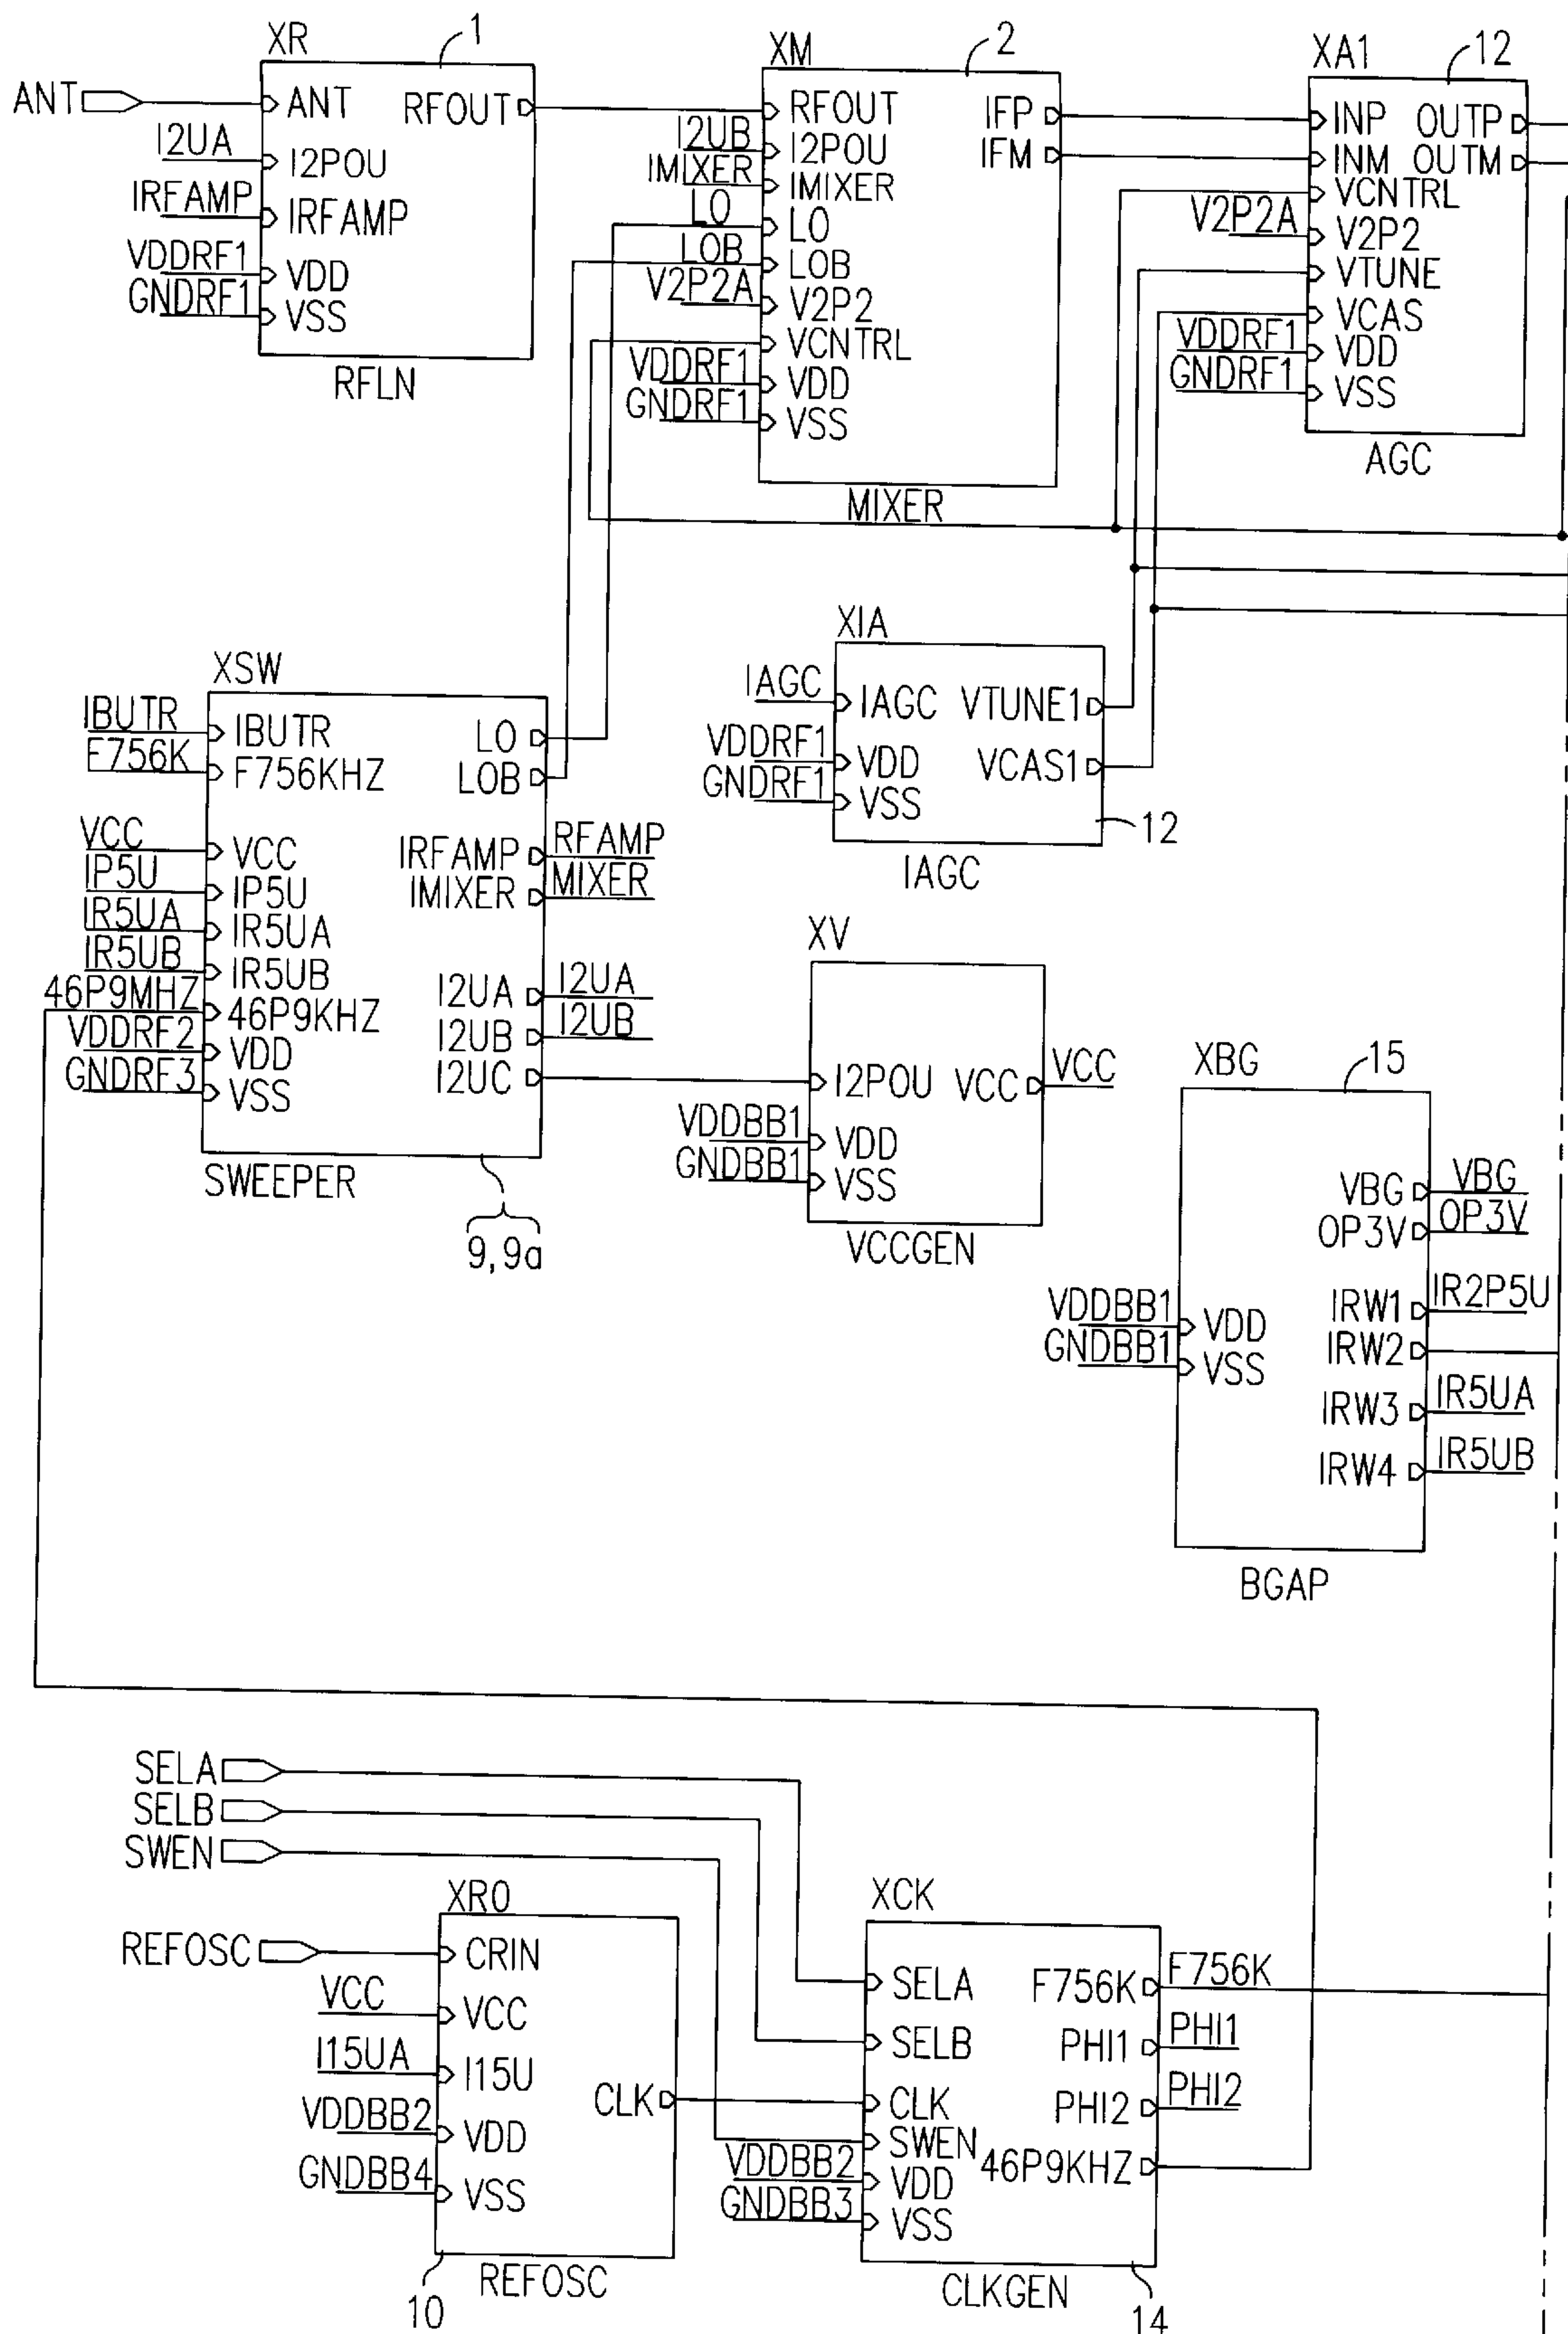 XR
1
ANT
ANT
RFOUT
I2UA
I2POU
IRFAMP
IRFAMP
VDDRF1
VDD
GNDRF1
VSS
RFLN
XM
2
RFOUT
IFP
I2UB
I2POU
IFM
IMIXER
IMIXER
LO
LO
LOB
LOB
V2P2A
V2P2
VCNTRL
VDDRF1
VDD
GNDRF1
VSS
MIXER
XA1
12
INP
OUTP
INM
OUTM
VCNTRL
V2P2A
V2P2
VTUNE
VCAS
VDDRF1
VDD
GNDRF1
VSS
AGC
XIA
IAGC
IAGC
VTUNE1
VDDRF1
VDD
VCAS1
GNDRF1
VSS
12
IAGC
XSW
IBUTR
IBUTR
LO
F756K
F756KHZ
LOB
VCC
VCC
IRFAMP
RFAMP
IP5U
IP5U
IMIXER
MIXER
IR5UA
IR5UA
IR5UB
IR5UB
46P9MHZ
46P9KHZ
I2UA
I2UA
VDDRF2
VDD
I2UB
I2UB
GNDRF3
VSS
I2UC
SWEEPER
9,9a
XV
I2POU
VCC
VCC
VDDBB1
VDD
GNDBB1
VSS
VCCGEN
XBG
15
VBG
VBG
OP3V
OP3V
VDDBB1
VDD
IRW1
IR2P5U
GNDBB1
VSS
IRW2
IRW3
IR5UA
IRW4
IR5UB
BGAP
SELA
SELB
SWEN
XRO
REFOSC
CRIN
VCC
VCC
I15UA
I15U
CLK
VDDBB2
VDD
GNDBB4
VSS
10
REFOSC
XCK
SELA
F756K
F756K
SELB
PHI1
PHI1
CLK
PHI2
PHI2
SWEN
VDDBB2
VDD
46P9KHZ
GNDBB3
VSS
CLKGEN
14